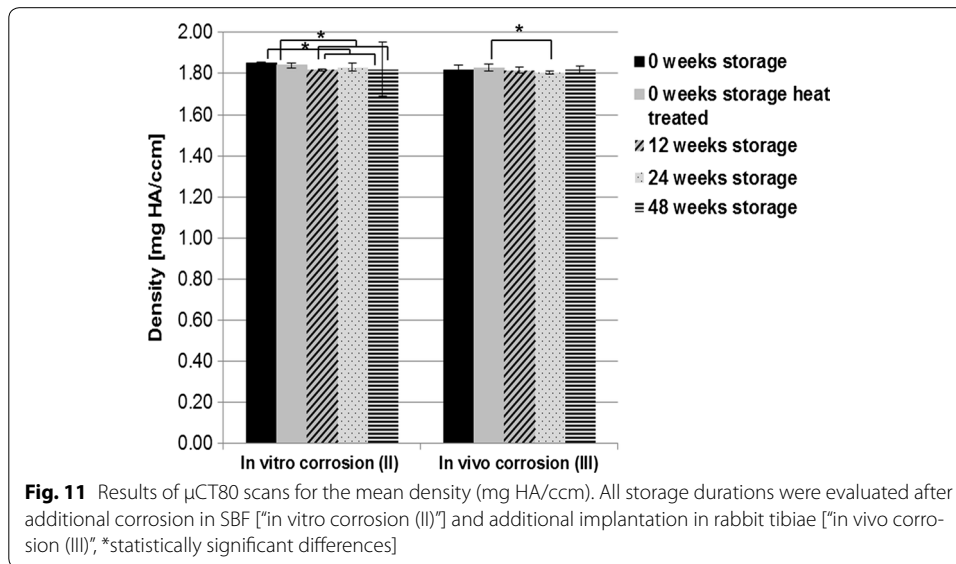 2.00
1.80
1.60
1.40
1.20
1.00
0.80
0.60
0.40
0.20
0.00
Density [mg HA/ccm]
*
*
*
In vitro corrosion (II)
In vivo corrosion (III)
0 weeks storage
0 weeks storage heat
treated
12 weeks storage
24 weeks storage
48 weeks storage
Fig. 11 Results of µCT80 scans for the mean density (mg HA/ccm). All storage durations were evaluated after
additional corrosion in SBF [“in vitro corrosion (II)”] and additional implantation in rabbit tibiae [“in vivo corro-
sion (III)”, *statistically significant differences]